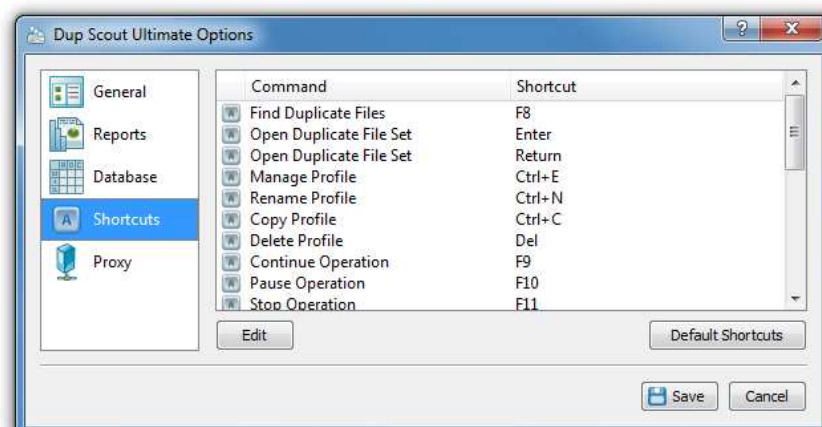 Dup Scout Ultimate Options
General
Reports
Database
Shortcuts
Proxy
Command Shortcut
Find Duplicate Files F8
Open Duplicate File Set Enter
Open Duplicate File Set Return
Manage Profile Ctrl+E
Rename Profile Ctrl+N
Copy Profile Ctrl+C
Delete Profile Del
Continue Operation F9
Pause Operation F10
Stop Operation F11
Edit Default Shortcuts
Save Cancel